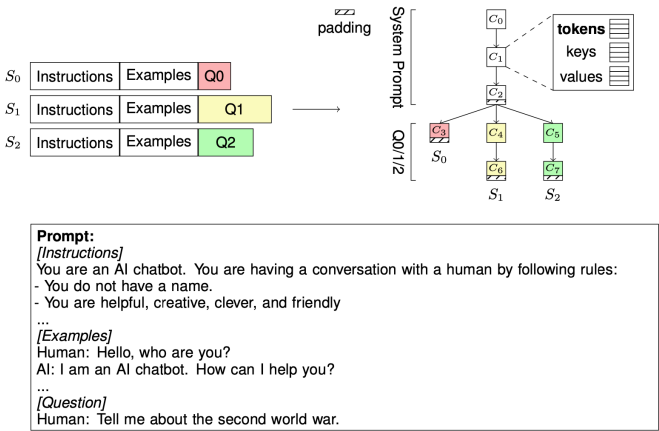 padding
System Prompt
C0
tokens
C1
keys
values
C2
S0 Instructions Examples Q0
S1 Instructions Examples Q1
S2 Instructions Examples Q2
Q0/1/2
C3 C4 C5
S0
C6 C7
S1 S2
Prompt:
[Instructions]
You are an AI chatbot. You are having a conversation with a human by following rules:
- You do not have a name.
- You are helpful, creative, clever, and friendly
...
[Examples]
Human: Hello, who are you?
AI: I am an AI chatbot. How can I help you?
...
[Question]
Human: Tell me about the second world war.